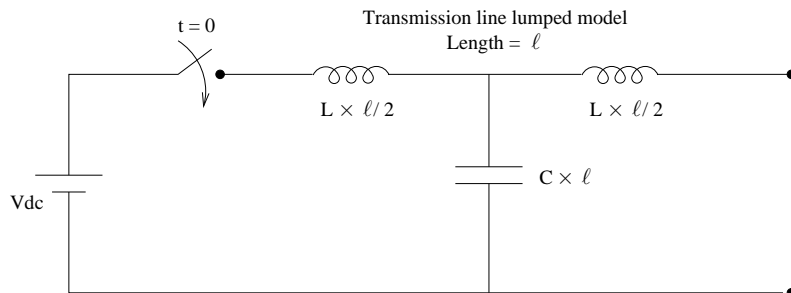 Transmission line lumped model
t = 0
Length = ℓ
L × ℓ/ 2
L × ℓ/ 2
C × ℓ
Vdc